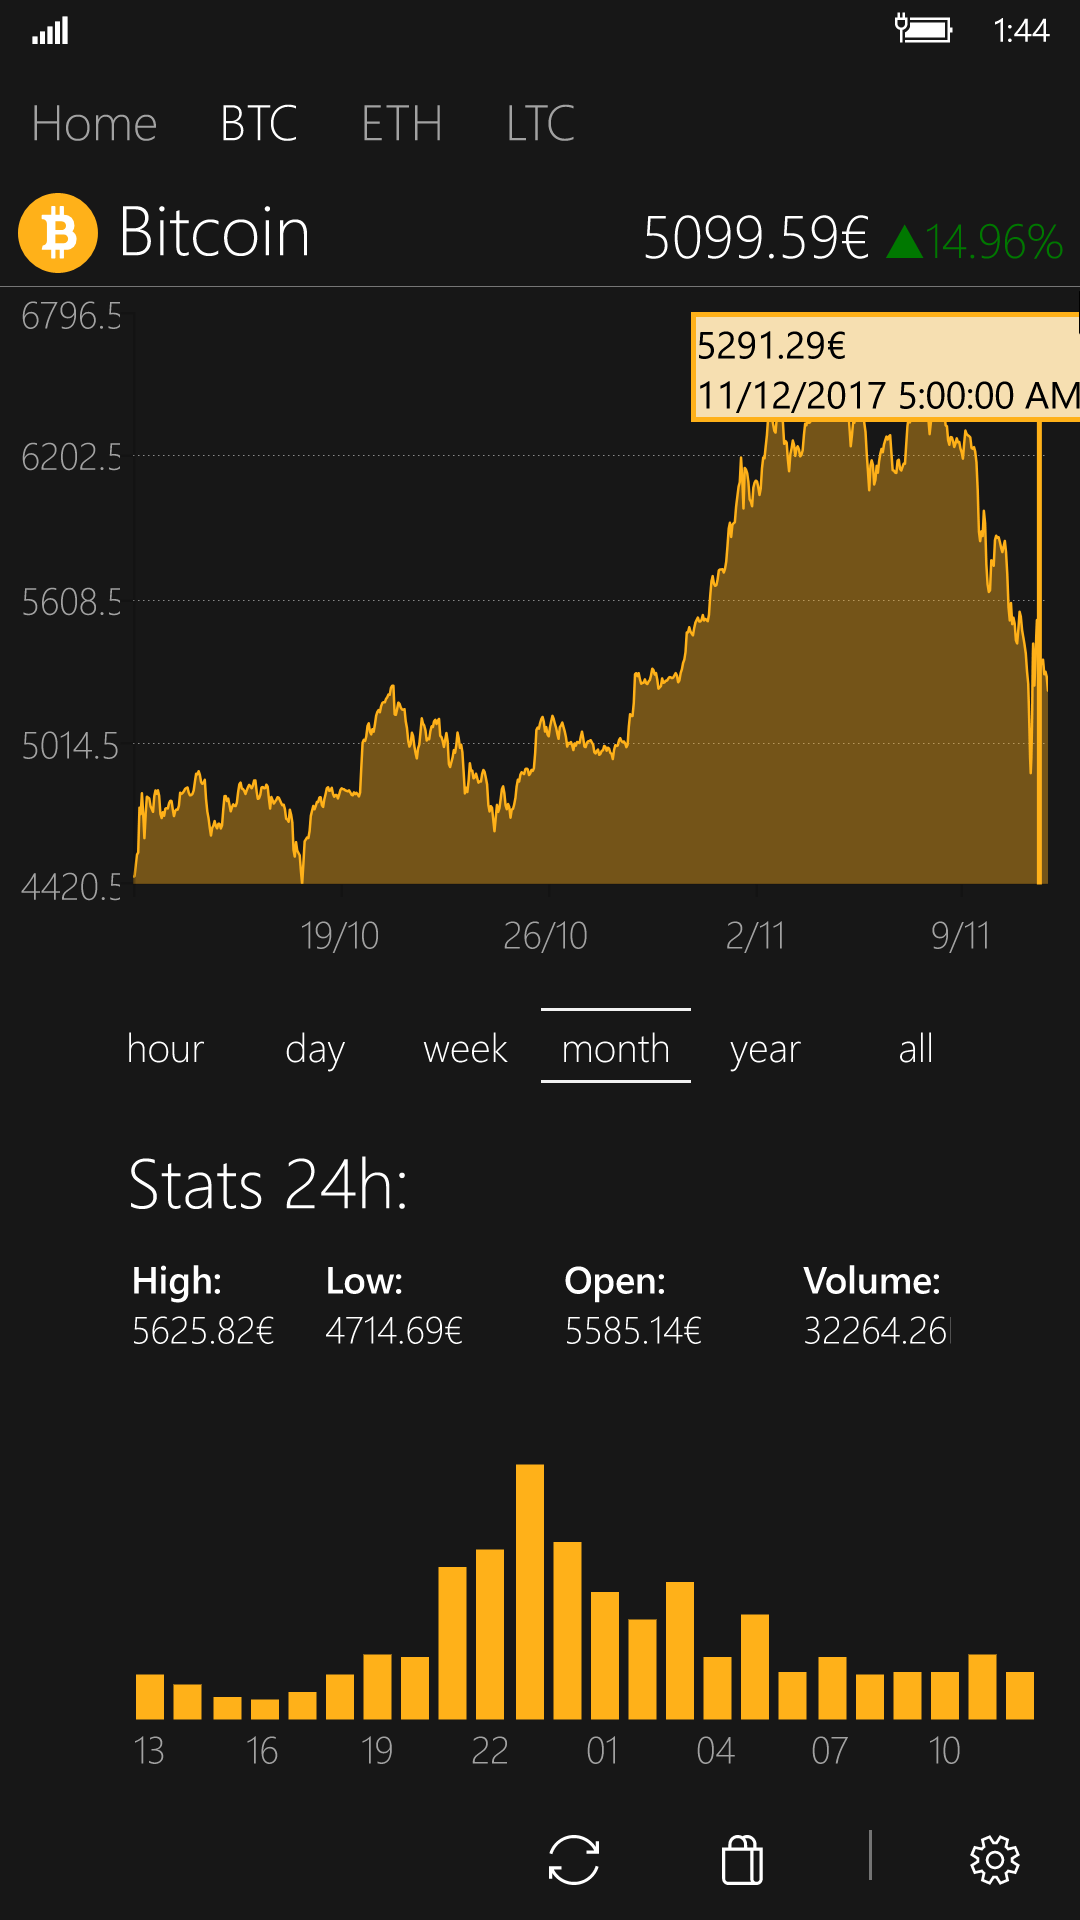 1:44
Home BTC ETH LTC
Bitcoin 5099.59€ ▲14.96%
6796.5
5291.29€
11/12/2017 5:00:00 AM
6202.5
5608.5
5014.5
4420.5
19/10 26/10 2/11 9/11
hour day week month year all
Stats 24h:
High: Low: Open: Volume:
5625.82€ 4714.69€ 5585.14€ 32264.26
13 16 19 22 01 04 07 10